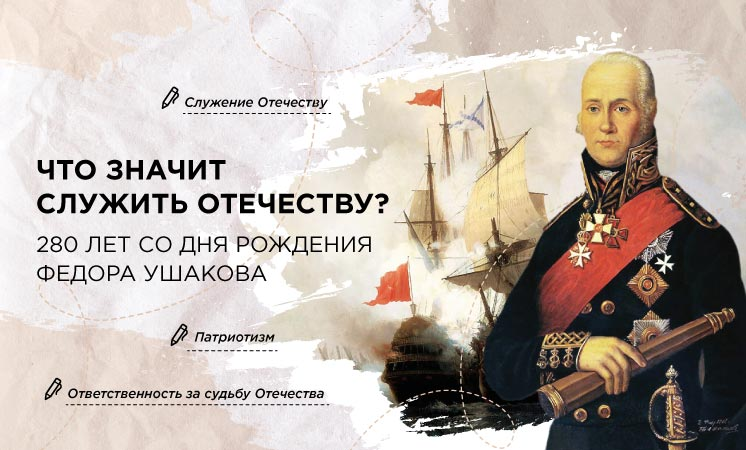 Служение Отечеству
ЧТО ЗНАЧИТ
СЛУЖИТЬ ОТЕЧЕСТВУ?
280 ЛЕТ СО ДНЯ РОЖДЕНИЯ
ФЕДОРА УШАКОВА
Патриотизм
Ответственность за судьбу Отечества